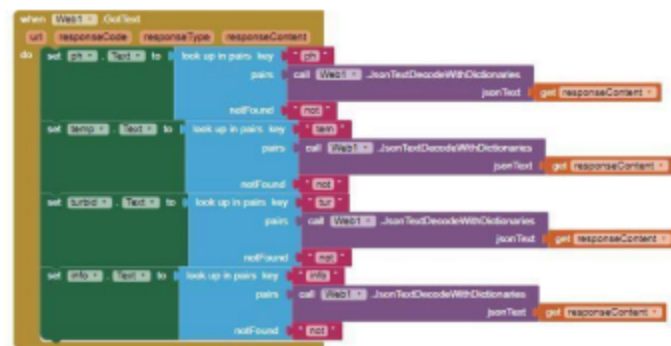 when Web1 .GotText
url responseCode responseType responseContent
do set ph . Text to look up in pairs key " ph "
pairs call Web1 .JsonTextDecodeWithDictionaries
jsonText get responseContent
notFound " not "
set temp . Text to look up in pairs key " tem "
pairs call Web1 .JsonTextDecodeWithDictionaries
jsonText get responseContent
notFound " not "
set turbid . Text to look up in pairs key " tur "
pairs call Web1 .JsonTextDecodeWithDictionaries
jsonText get responseContent
notFound " not "
set info . Text to look up in pairs key " info "
pairs call Web1 .JsonTextDecodeWithDictionaries
jsonText get responseContent
notFound " not "